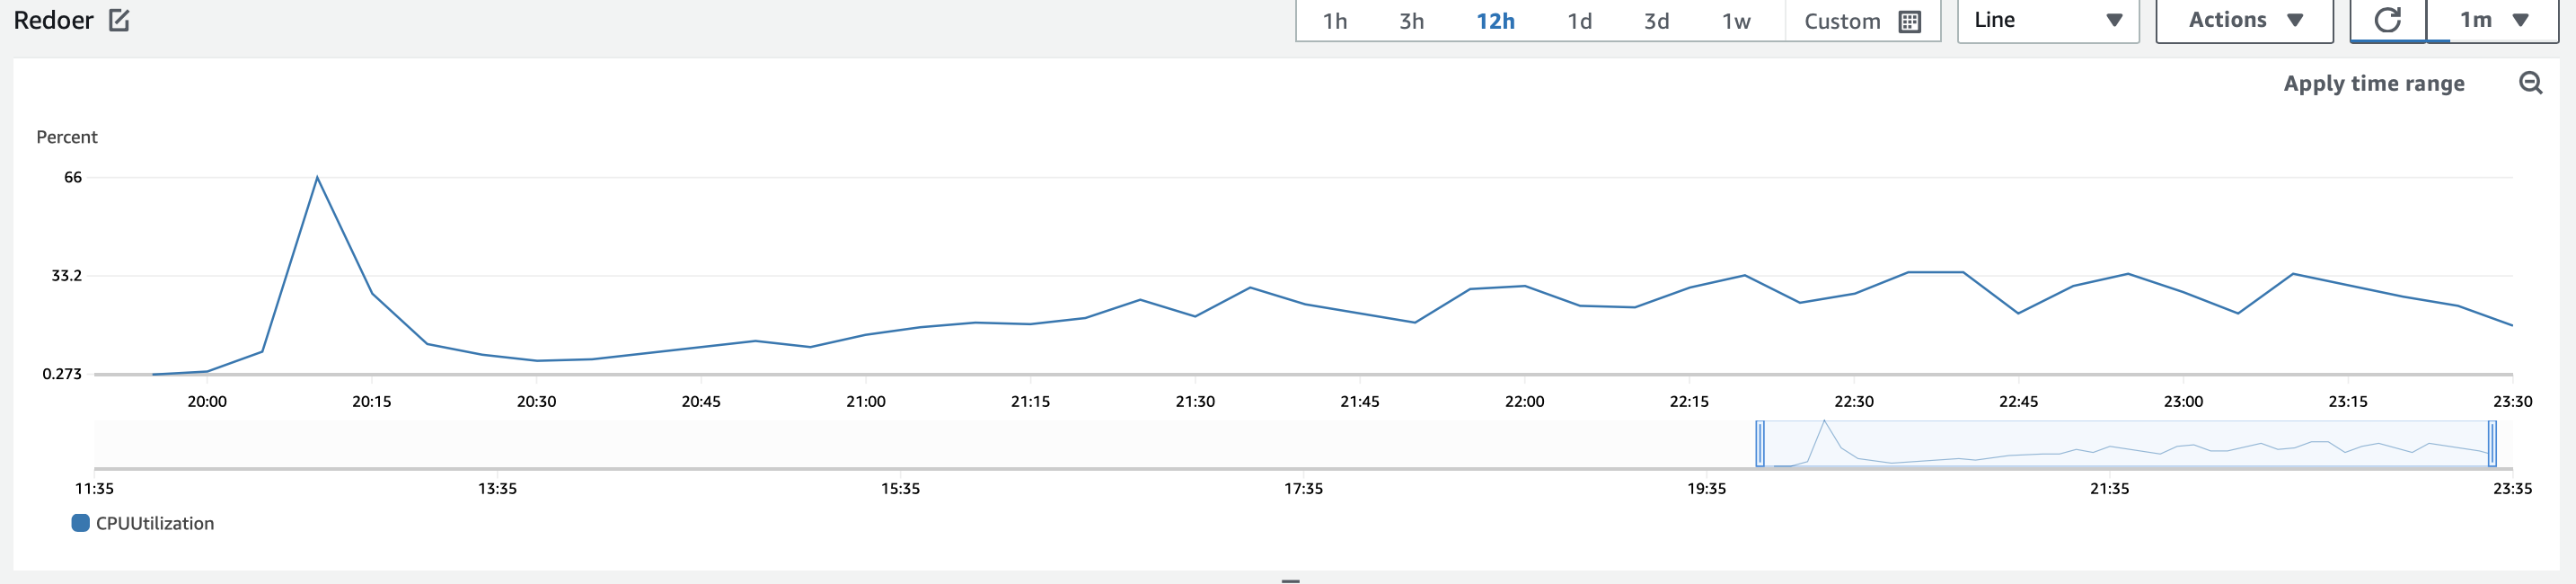 Redoer
1h 3h 12h 1d 3d 1w Custom Line Actions 1m
Apply time range
Percent
66
33.2
0.273
20:00 20:15 20:30 20:45 21:00 21:15 21:30 21:45 22:00 22:15 22:30 22:45 23:00 23:15 23:30
11:35 13:35 15:35 17:35 19:35 21:35 23:35
CPUUtilization